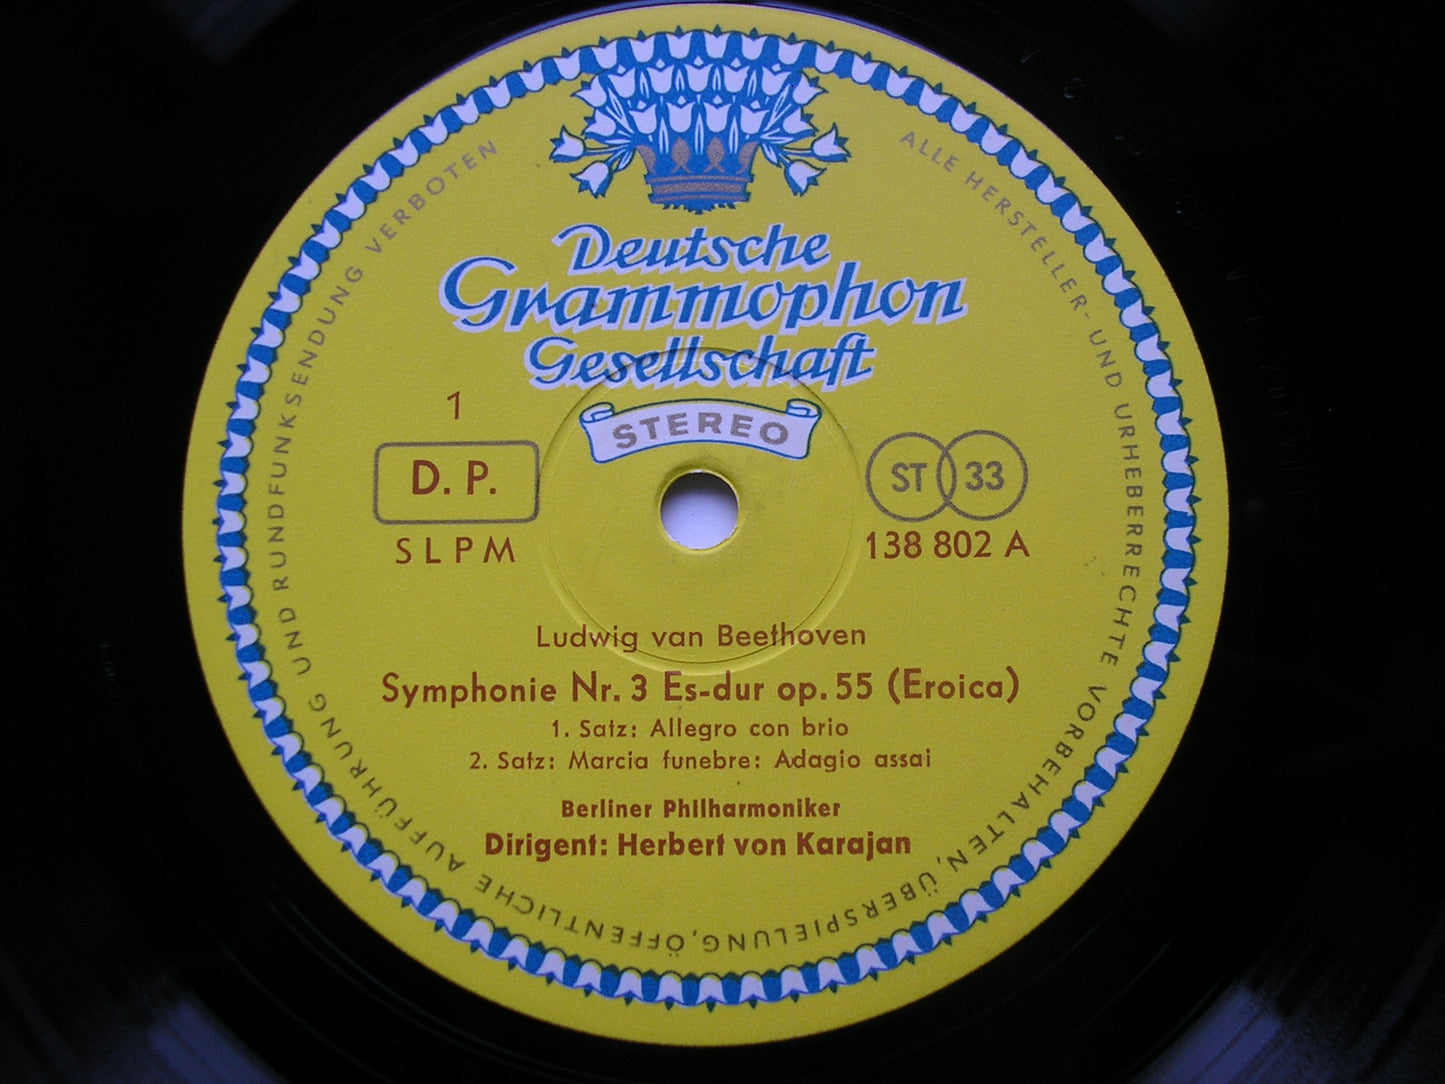 Deutsche
Grammophon
Gesellschaft
STEREO
1
D. P.
SLPM
ST 33
138 802 A
Ludwig van Beethoven
Symphonie Nr. 3 Es-dur op. 55 (Eroica)
1. Satz: Allegro con brio
2. Satz: Marcia funebre: Adagio assai
Berliner Philharmoniker
Dirigent: Herbert von Karajan
ALLE HERSTELLER- UND URHEBERRECHTE VORBEHALTEN, ÜBERSPIELUNG, ÖFFENTLICHE AUFFÜHRUNG UND RUNDFUNKSENDUNG VERBOTEN